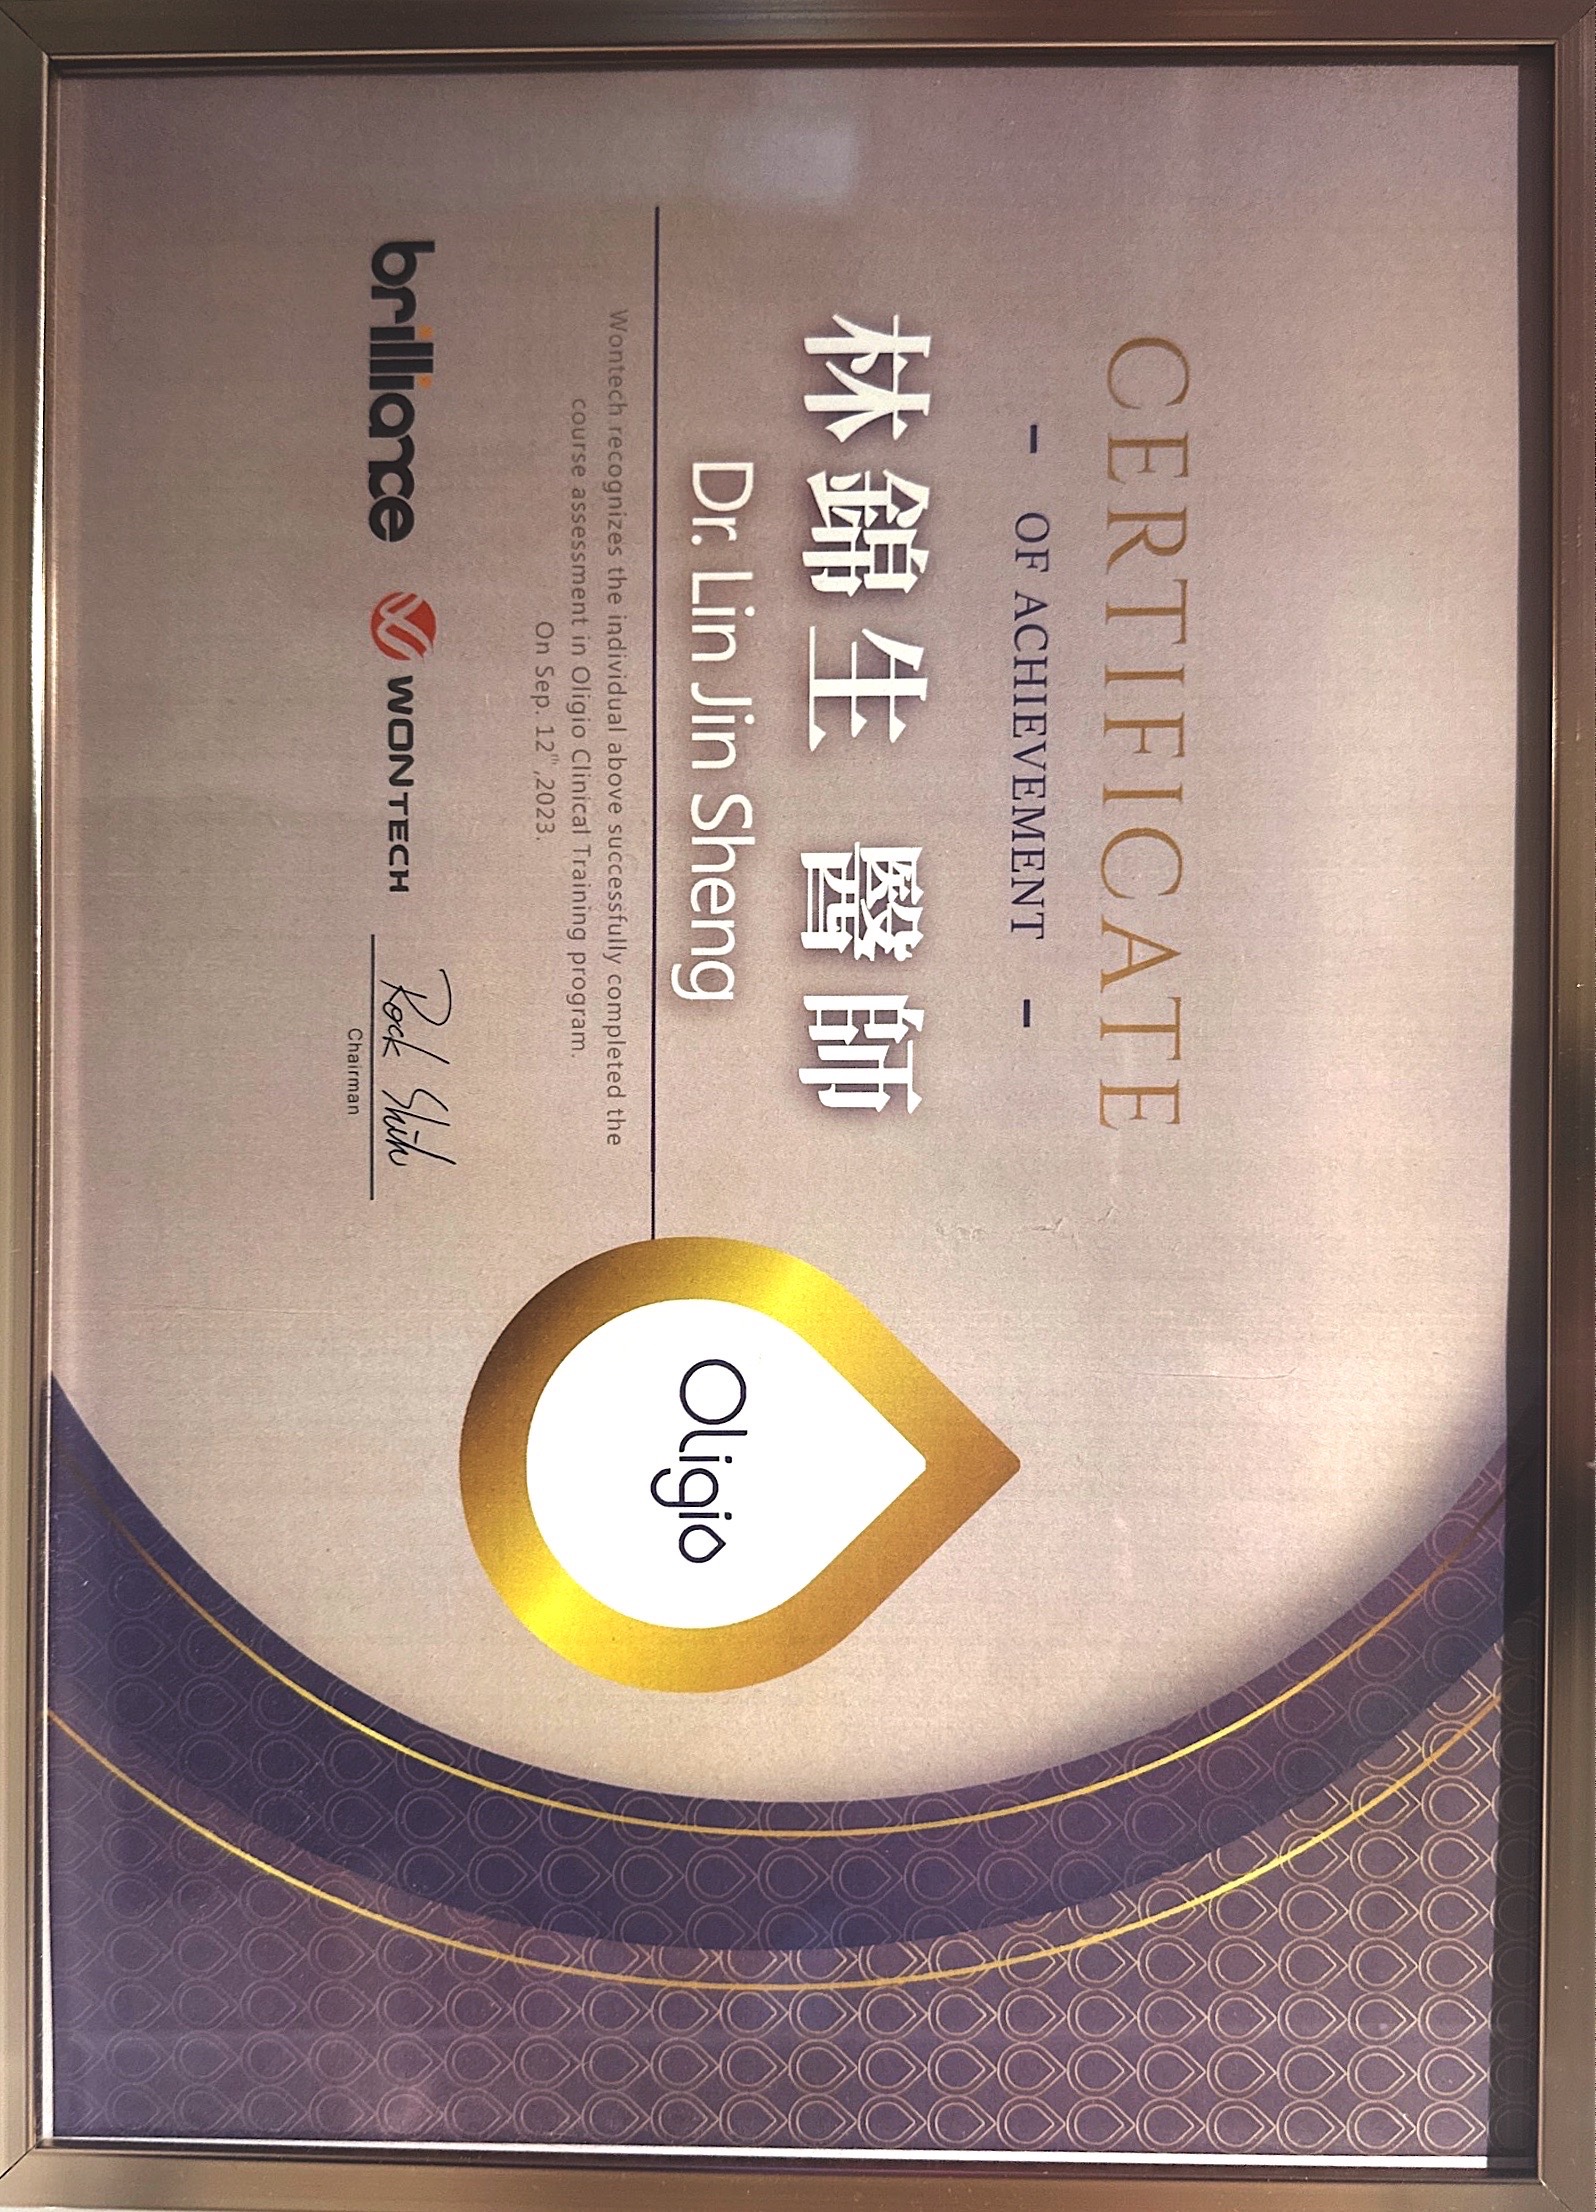 CERTIFICATE
- OF ACHIEVEMENT -
林錦生 醫師
Dr. Lin Jin Sheng
Wontech recognizes the individual above successfully completed the
course assessment in Oligio Clinical Training program.
On Sep. 12th,2023.
brilliance WONTECH Rock Shih
Chairman
Oligio